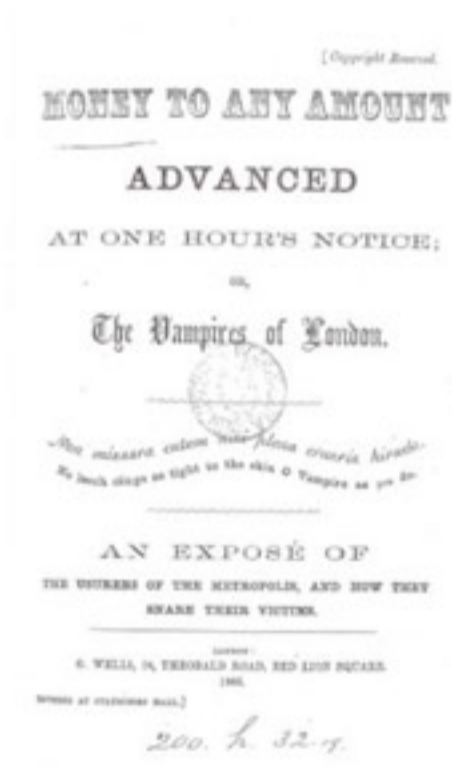 [Copyright Reserved.
MONEY TO ANY AMOUNT
ADVANCED
AT ONE HOUR'S NOTICE;
OR,
The Vampires of London.
Non missura cutem nisi plena cruoris hirudo.
No leech clings so tight to the skin O Vampire as you do.
AN EXPOSÉ OF
THE USURERS OF THE METROPOLIS, AND HOW THEY
SNARE THEIR VICTIMS.
LONDON:
G. WELLS, THEOBALD ROAD, RED LION SQUARE.
AT STATIONERS' HALL.]
200. h. 32